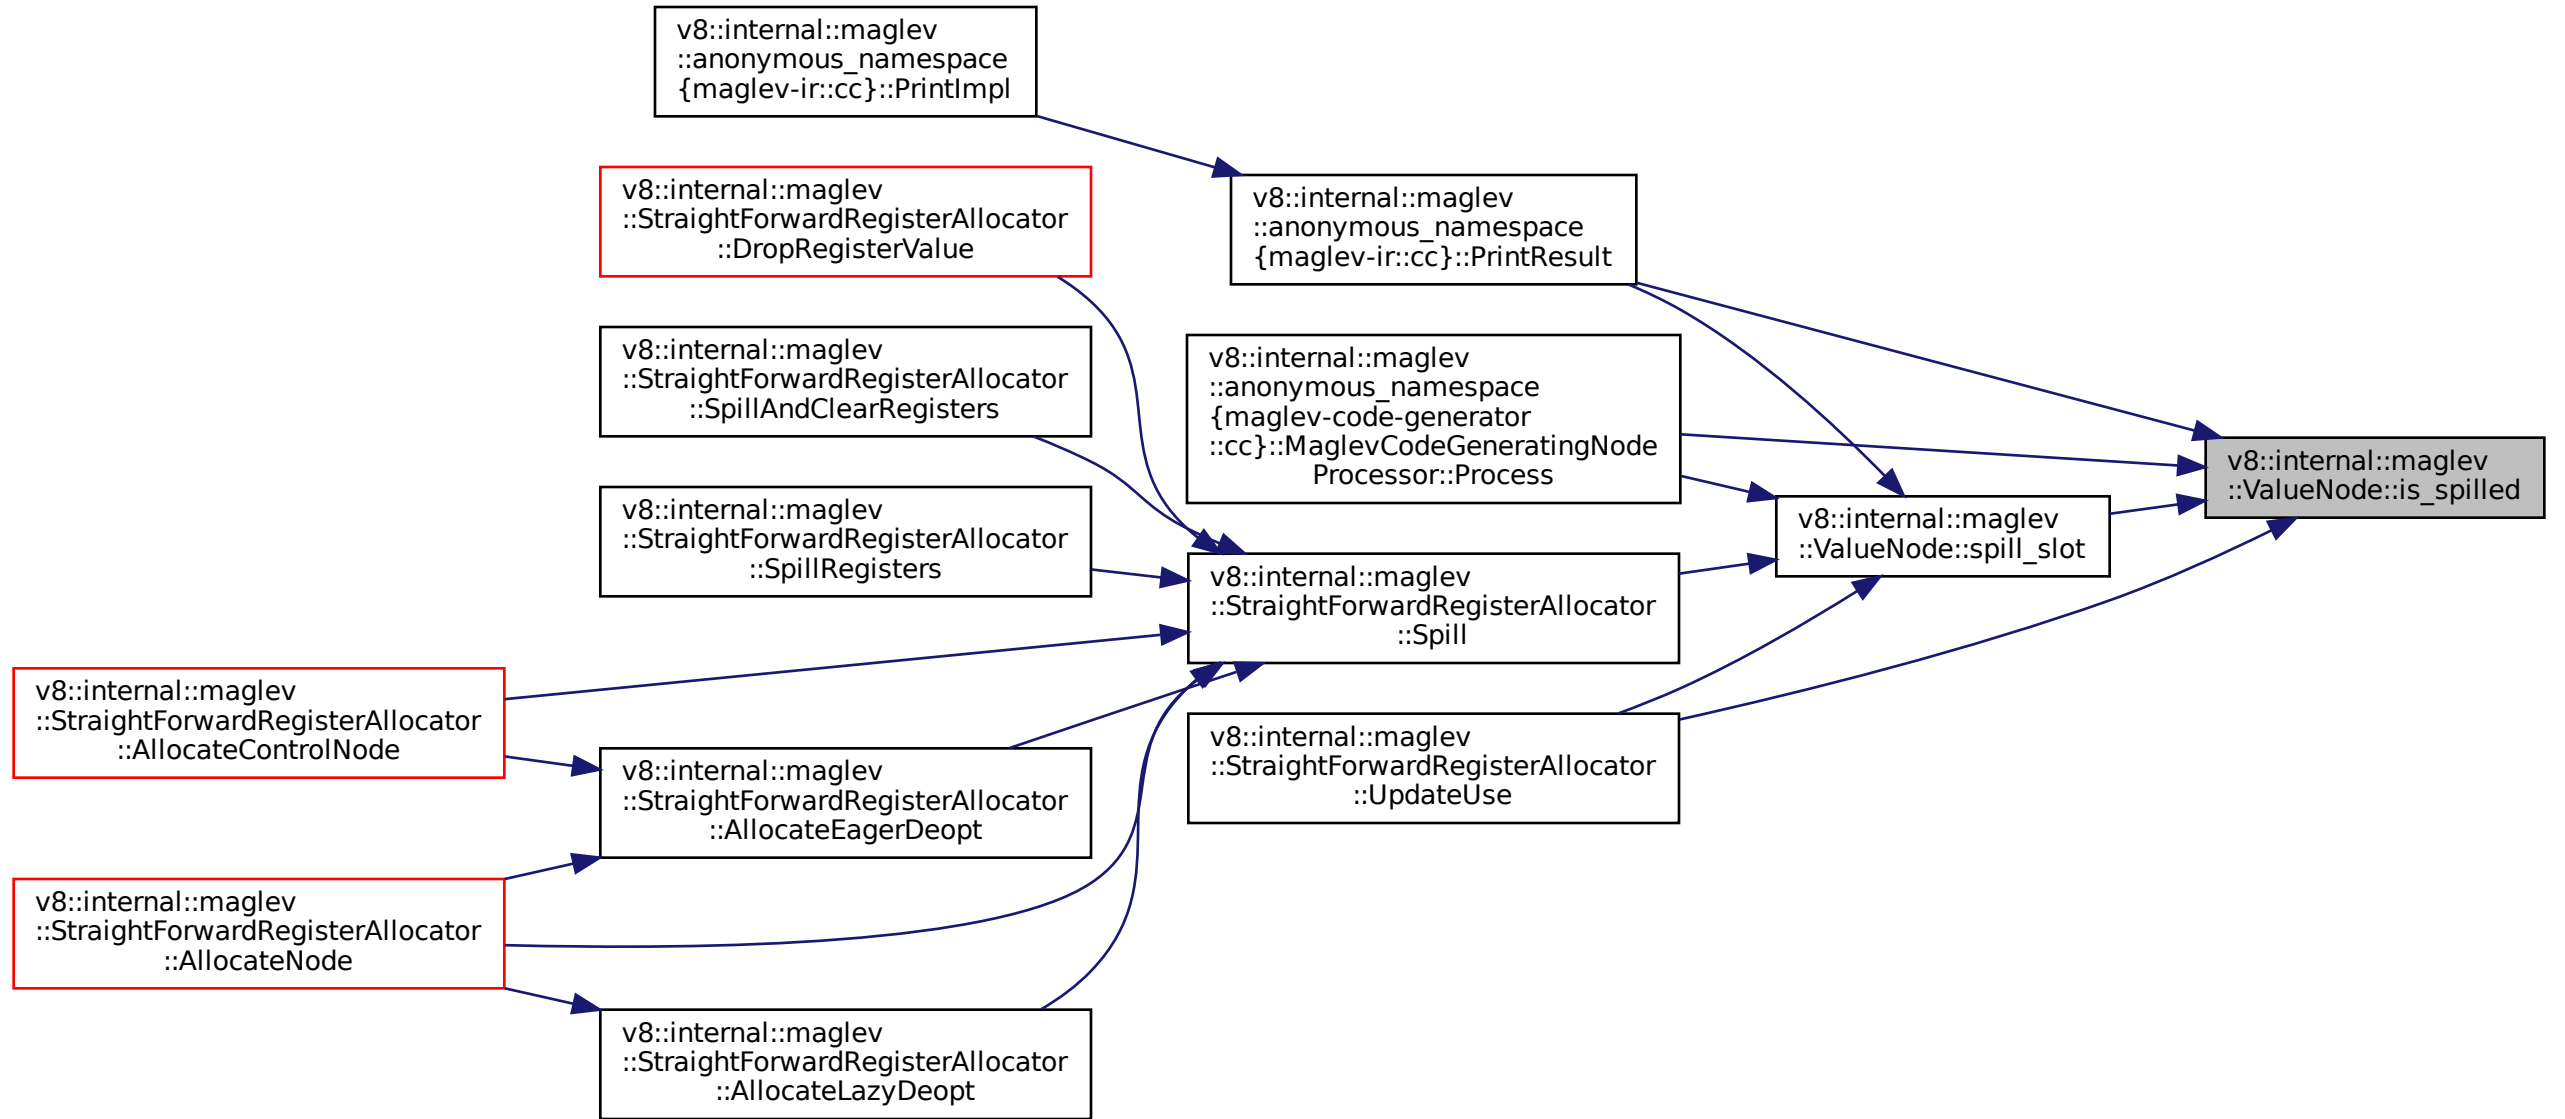 v8::internal::maglev
::anonymous_namespace
{maglev-ir::cc}::PrintImpl
v8::internal::maglev
::StraightForwardRegisterAllocator
::DropRegisterValue
v8::internal::maglev
::anonymous_namespace
{maglev-ir::cc}::PrintResult
v8::internal::maglev
::StraightForwardRegisterAllocator
::SpillAndClearRegisters
v8::internal::maglev
::anonymous_namespace
{maglev-code-generator
::cc}::MaglevCodeGeneratingNode
Processor::Process
v8::internal::maglev
::ValueNode::is_spilled
v8::internal::maglev
::StraightForwardRegisterAllocator
::SpillRegisters
v8::internal::maglev
::ValueNode::spill_slot
v8::internal::maglev
::StraightForwardRegisterAllocator
::Spill
v8::internal::maglev
::StraightForwardRegisterAllocator
::AllocateControlNode
v8::internal::maglev
::StraightForwardRegisterAllocator
::UpdateUse
v8::internal::maglev
::StraightForwardRegisterAllocator
::AllocateEagerDeopt
v8::internal::maglev
::StraightForwardRegisterAllocator
::AllocateNode
v8::internal::maglev
::StraightForwardRegisterAllocator
::AllocateLazyDeopt